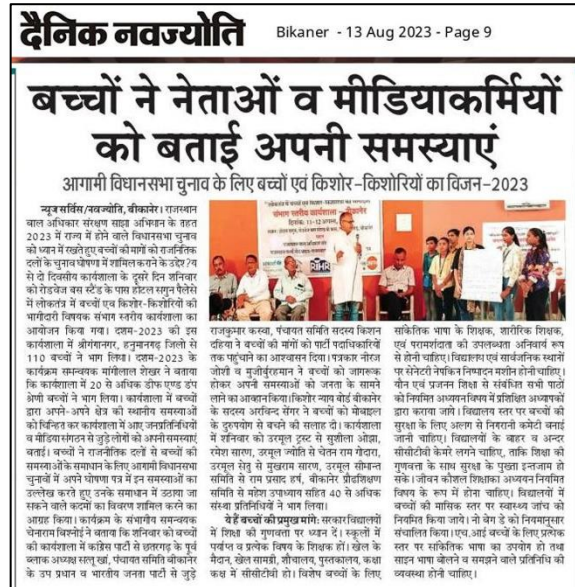 दैनिक नवज्योति
Bikaner - 13 Aug 2023 - Page 9
बच्चों ने नेताओं व मीडियाकर्मियों
को बताई अपनी समस्याएं
आगामी विधानसभा चुनाव के लिए बच्चों एवं किशोर-किशोरियों का विजन-2023
न्यूज सर्विस/नवज्योति, बीकानेर। राजस्थान
बाल अधिकार संरक्षण साझा अभियान के तहत
2023 में राज्य में होने वाले विधानसभा चुनाव
को ध्यान में रखते हुए बच्चों की मांगों को राजनितिक
दलों के चुनाव घोषणा में शामिल कराने के उद्दे?य
से दो दिवसीय कार्यशाला के दूसरे दिन शनिवार
को रोडवेज बस स्टैंड के पास होटल सगुन पैलेस
में लोकतंत्र में बच्चों एंव किशोर-किशोरियों की
भागीदारी विषयक संभाग स्तरीय कार्यशाला का
आयोजन किया गया। दशम-2023 की इस
कार्यशाला में श्रीगंगानगर, हनुमानगढ़ जिलो से
110 बच्चों ने भाग लिया। दशम-2023 के
कार्यक्रम समन्वयक मांगीलाल शेखर ने बताया
कि कार्यशाला में 20 से अधिक डीफ एण्ड डंप
श्रेणी बच्चों ने भाग लिया। कार्यशाला में बच्चों
द्वारा अपने-अपने क्षेत्र की स्थानीय समस्याओं
को चिन्हित कर कार्यशाला में आए जनप्रतिनिधियों
व मीडिया संगठन से जुड़े लोगों को अपनी समस्याएं
बताई। बच्चों ने राजनीतिक दलों से बच्चों की
समस्याओं के समाधान के लिए आगामी विधानसभा
चुनावों में अपने घोषणा पत्र में इन समस्याओं का
उल्लेख करते हुए उनके समाधान में उठाया जा
सकने वाले कदमों का विवरण शामिल करने का
आग्रह किया। कार्यक्रम के संभागीय समन्वयक
चेनाराम बिश्नोई ने बताया कि शनिवार को बच्चों
की कार्यशाला में कांग्रेस पार्टी से छतरगढ़ के पूर्व
ब्लाक अध्यक्ष सालू खां, पंचायत समिति बीकानेर
के उप प्रधान व भारतीय जनता पार्टी से जुड़े
संभाग स्तरीय कार्यशाला - बीकानेर
राजकुमार कस्वा, पंचायत समिति सदस्य किशन
दहिया ने बच्चों की मांगों को पार्टी पदाधिकारियों
तक पहुंचाने का आश्वासन दिया। पत्रकार नीरज
जोशी व मुजीबुर्रहमान ने बच्चों को जागरूक
होकर अपनी समस्याओं को जनता के सामने
लाने का आवाहन किया। किशोर न्याय बोर्ड बीकानेर
के सदस्य अरविन्द सेंगर ने बच्चों को मोबाइल
के दुरुपयोग से बचने की सलाह दी। कार्यशाला
में शनिवार को उरमूल ट्रस्ट से सुशीला ओझा,
रमेश सारण, उरमूल ज्योति से चेतन राम गोदारा,
उरमूल सेतु से मुखराम सारण, उरमूल सीमान्त
समिति से राम प्रसाद हर्ष, बीकानेर प्रौढशिक्षण
समिति से महेश उपाध्याय सहित 40 से अधिक
संस्था प्रतिनिधियों ने भाग लिया।
ये हैं बच्चों की प्रमुख मांगे: सरकार विद्यालयों
में शिक्षा की गुणवत्ता पर ध्यान दें। स्कूलों में
पर्याप्त व प्रत्येक विषय के शिक्षक हों। खेल के
मैदान, खेल सामग्री, शौचालय, पुस्तकालय, कक्षा
कक्ष में सीसीटीवी हो। विशेष बच्चों के लिए
सांकेतिक भाषा के शिक्षक, शारीरिक शिक्षक,
एवं परामर्शदाता की उपलब्धता अनिवार्य रूप
से होनी चाहिए। विद्यालय एवं सार्वजनिक स्थानों
पर सेनेटरी नेपकिन निष्पादन मशीन होनी चाहिए।
यौन एवं प्रजनन शिक्षा से संबंधित सभी पाठों
को नियमित अध्ययन विषय में प्रशिक्षित अध्यापकों
द्वारा कराया जाये। विद्यालय स्तर पर बच्चों की
सुरक्षा के लिए अलग से निगरानी कमेटी बनाई
जानी चाहिए। विद्यालयों के बाहर व अन्दर
सीसीटीवी केमरे लगने चाहिए, ताकि शिक्षा की
गुणवत्ता के साथ सुरक्षा के पुख्ता इन्तजाम हो
सके। जीवन कौशल शिक्षा का अध्ययन नियमित
विषय के रूप में होना चाहिए। विद्यालयों में
बच्चों की मासिक स्तर पर स्वास्थ्य जांच को
नियमित किया जाये। नो बेग डे को नियमानुसार
संचालित किया। एच.आई बच्चों के लिए प्रत्येक
स्तर पर सांकेतिक भाषा का उपयोग हो तथा
साइन भाषा बोलने व समझने वाले प्रतिनिधि की
व्यवस्था होनी चाहिए।